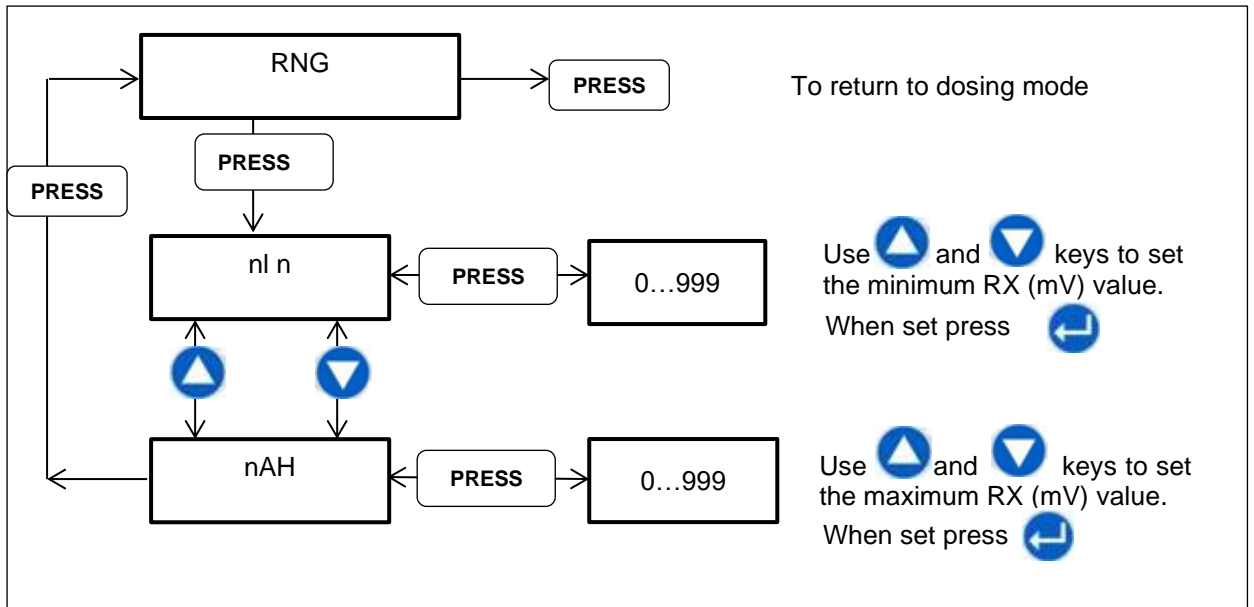 RNG
PRESS
To return to dosing mode
PRESS
PRESS
nI n
PRESS
0…999
Use and keys to set
the minimum RX (mV) value.
When set press
nAH
PRESS
0…999
Use and keys to set
the maximum RX (mV) value.
When set press